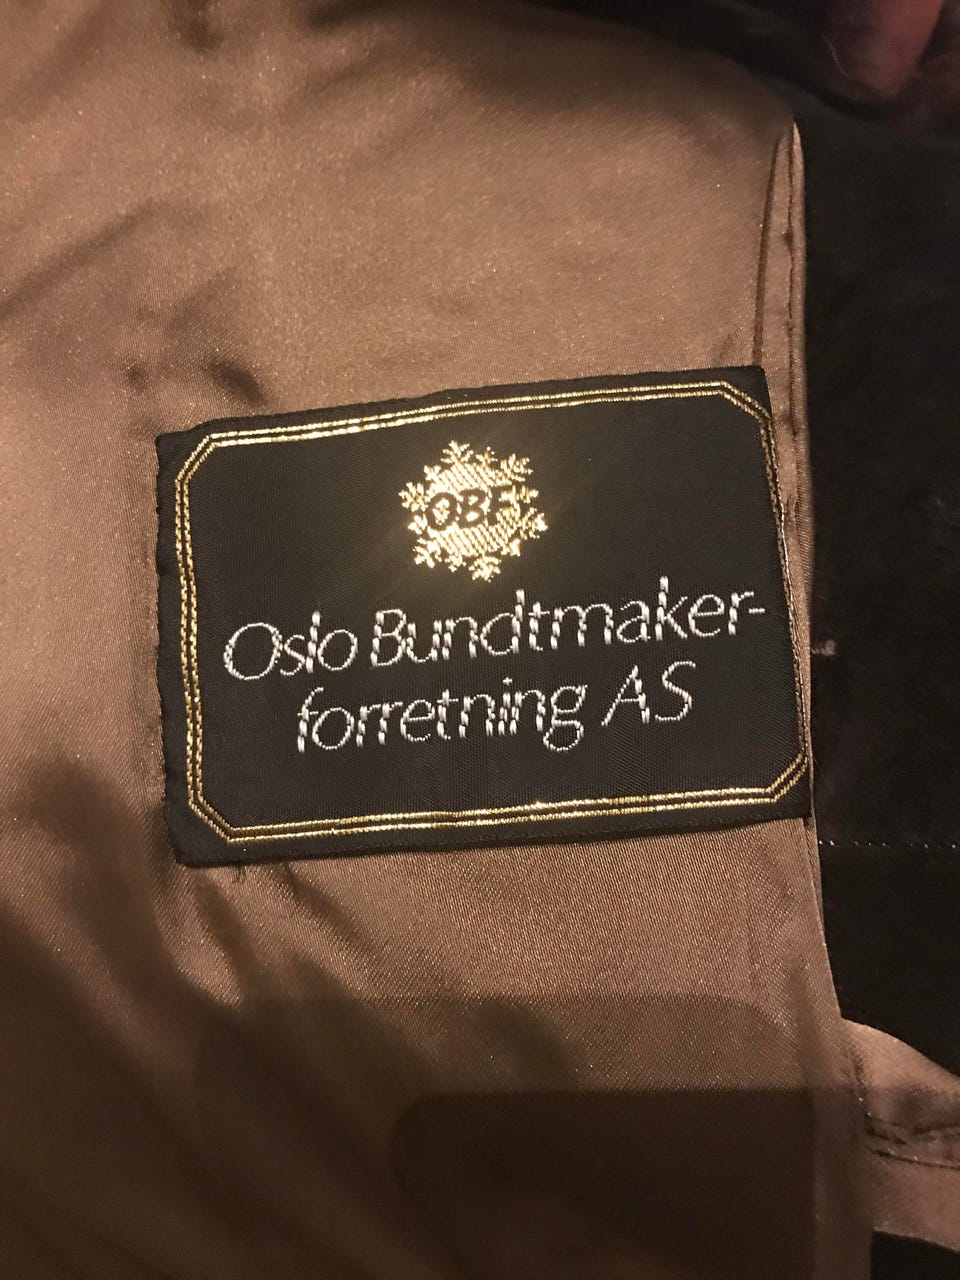 OBF
Oslo Bundtmaker-
forretning AS